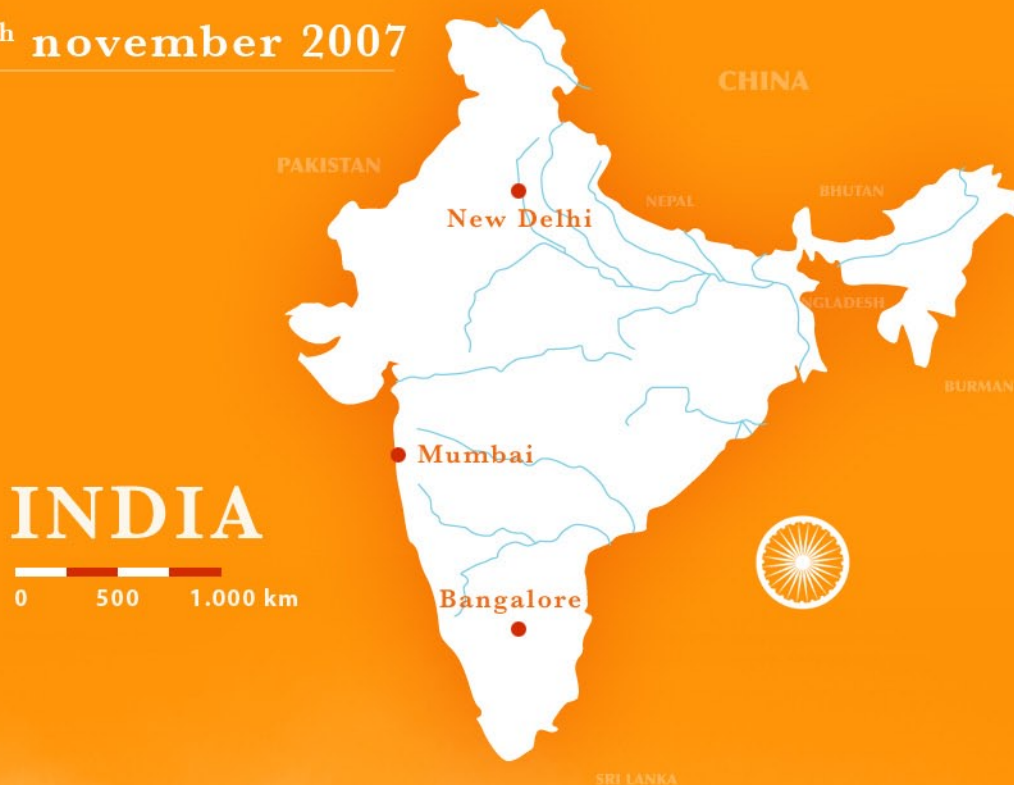 h november 2007
CHINA
PAKISTAN
BHUTAN
NEPAL
New Delhi
NGLADESH
BURMAN
Mumbai
INDIA
0 500 1.000 km
Bangalore
SRI LANKA